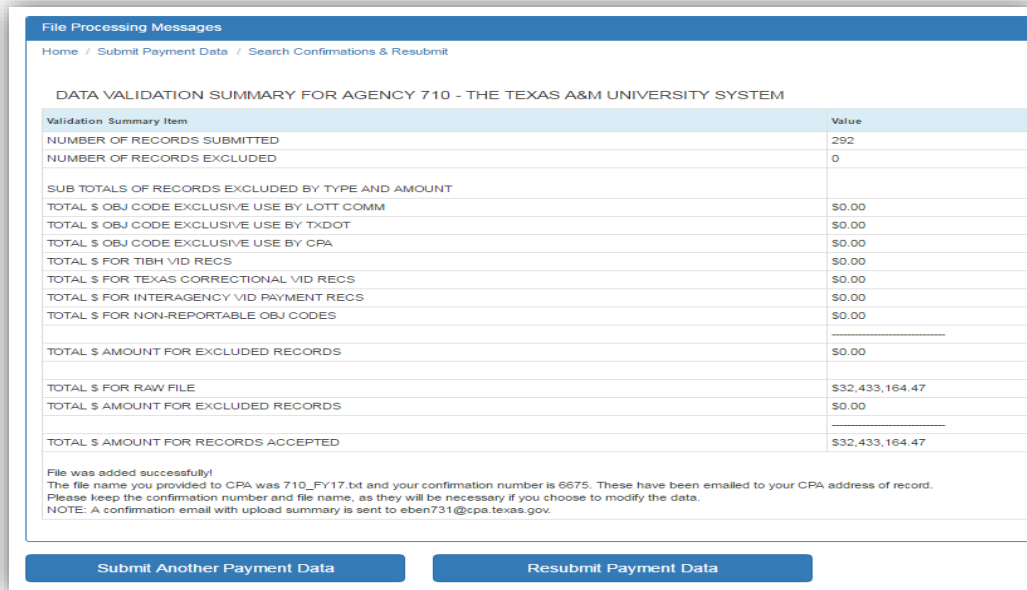 File Processing Messages
Home / Submit Payment Data / Search Confirmations & Resubmit
DATA VALIDATION SUMMARY FOR AGENCY 710 - THE TEXAS A&M UNIVERSITY SYSTEM
Validation Summary Item Value
NUMBER OF RECORDS SUBMITTED 292
NUMBER OF RECORDS EXCLUDED 0
SUB TOTALS OF RECORDS EXCLUDED BY TYPE AND AMOUNT
TOTAL $ OBJ CODE EXCLUSIVE USE BY LOTT COMM $0.00
TOTAL $ OBJ CODE EXCLUSIVE USE BY TXDOT $0.00
TOTAL $ OBJ CODE EXCLUSIVE USE BY CPA $0.00
TOTAL $ FOR TIBH VID RECS $0.00
TOTAL $ FOR TEXAS CORRECTIONAL VID RECS $0.00
TOTAL $ FOR INTERAGENCY VID PAYMENT RECS $0.00
TOTAL $ FOR NON-REPORTABLE OBJ CODES $0.00
------------------------------
TOTAL $ AMOUNT FOR EXCLUDED RECORDS $0.00
TOTAL $ FOR RAW FILE $32,433,164.47
TOTAL $ AMOUNT FOR EXCLUDED RECORDS $0.00
------------------------------
TOTAL $ AMOUNT FOR RECORDS ACCEPTED $32,433,164.47
File was added successfully!
The file name you provided to CPA was 710_FY17.txt and your confirmation number is 6675. These have been emailed to your CPA address of record.
Please keep the confirmation number and file name, as they will be necessary if you choose to modify the data.
NOTE: A confirmation email with upload summary is sent to eben731@cpa.texas.gov.
Submit Another Payment Data Resubmit Payment Data